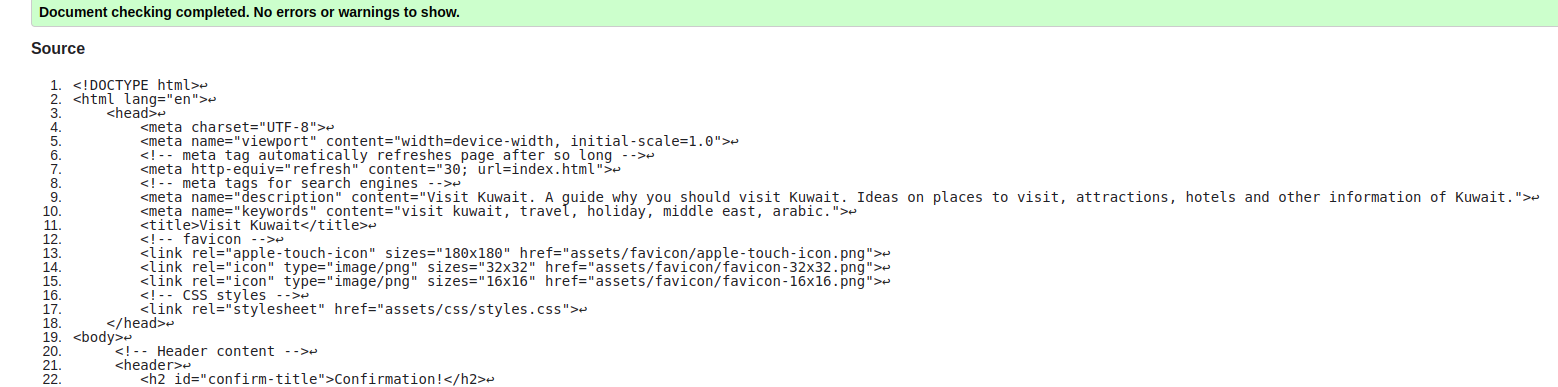 Document checking completed. No errors or warnings to show.
Source
1. <!DOCTYPE html>↩
2. <html lang="en">↩
3. <head>↩
4. <meta charset="UTF-8">↩
5. <meta name="viewport" content="width=device-width, initial-scale=1.0">↩
6. <!-- meta tag automatically refreshes page after so long -->↩
7. <meta http-equiv="refresh" content="30; url=index.html">↩
8. <!-- meta tags for search engines -->↩
9. <meta name="description" content="Visit Kuwait. A guide why you should visit Kuwait. Ideas on places to visit, attractions, hotels and other information of Kuwait.">↩
10. <meta name="keywords" content="visit kuwait, travel, holiday, middle east, arabic.">↩
11. <title>Visit Kuwait</title>↩
12. <!-- favicon -->↩
13. <link rel="apple-touch-icon" sizes="180x180" href="assets/favicon/apple-touch-icon.png">↩
14. <link rel="icon" type="image/png" sizes="32x32" href="assets/favicon/favicon-32x32.png">↩
15. <link rel="icon" type="image/png" sizes="16x16" href="assets/favicon/favicon-16x16.png">↩
16. <!-- CSS styles -->↩
17. <link rel="stylesheet" href="assets/css/styles.css">↩
18. </head>↩
19. <body>↩
20. <!-- Header content -->↩
21. <header>↩
22. <h2 id="confirm-title">Confirmation!</h2>↩